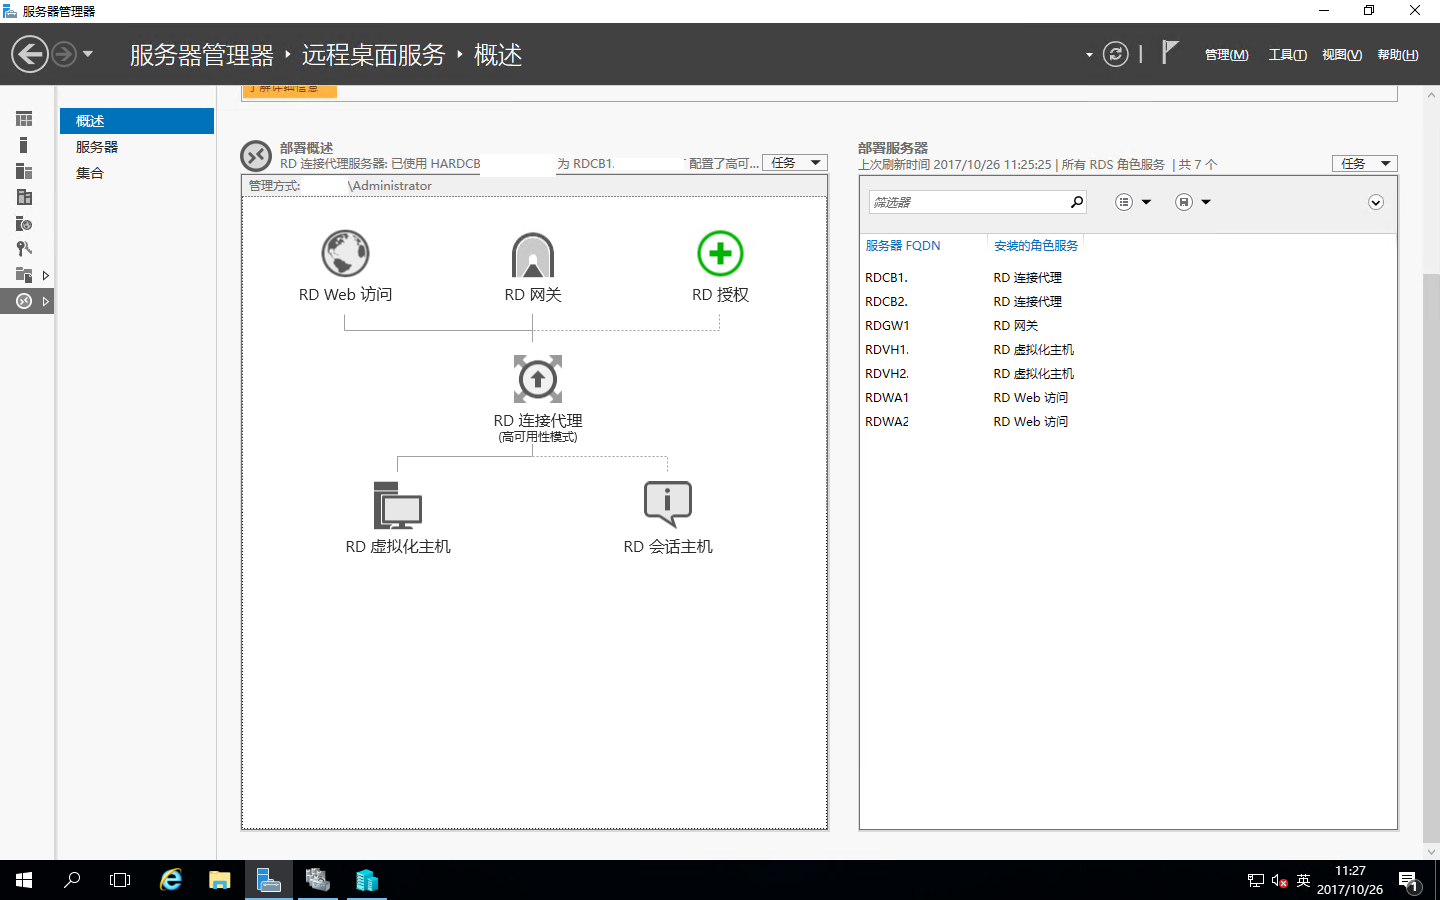 服务器管理器
服务器管理器 ‣ 远程桌面服务 ‣ 概述
管理(M) 工具(T) 视图(V) 帮助(H)
了解详细信息
概述
服务器
集合
部署概述
RD 连接代理服务器: 已使用 HARDCB 为 RDCB1. 配置了高可...
任务
管理方式: \Administrator
RD Web 访问
RD 网关
RD 授权
RD 连接代理
(高可用性模式)
RD 虚拟化主机
RD 会话主机
部署服务器
上次刷新时间 2017/10/26 11:25:25 | 所有 RDS 角色服务 | 共 7 个
任务
筛选器
服务器 FQDN 安装的角色服务
RDCB1. RD 连接代理
RDCB2. RD 连接代理
RDGW1 RD 网关
RDVH1. RD 虚拟化主机
RDVH2. RD 虚拟化主机
RDWA1 RD Web 访问
RDWA2 RD Web 访问
英
11:27
2017/10/26
1